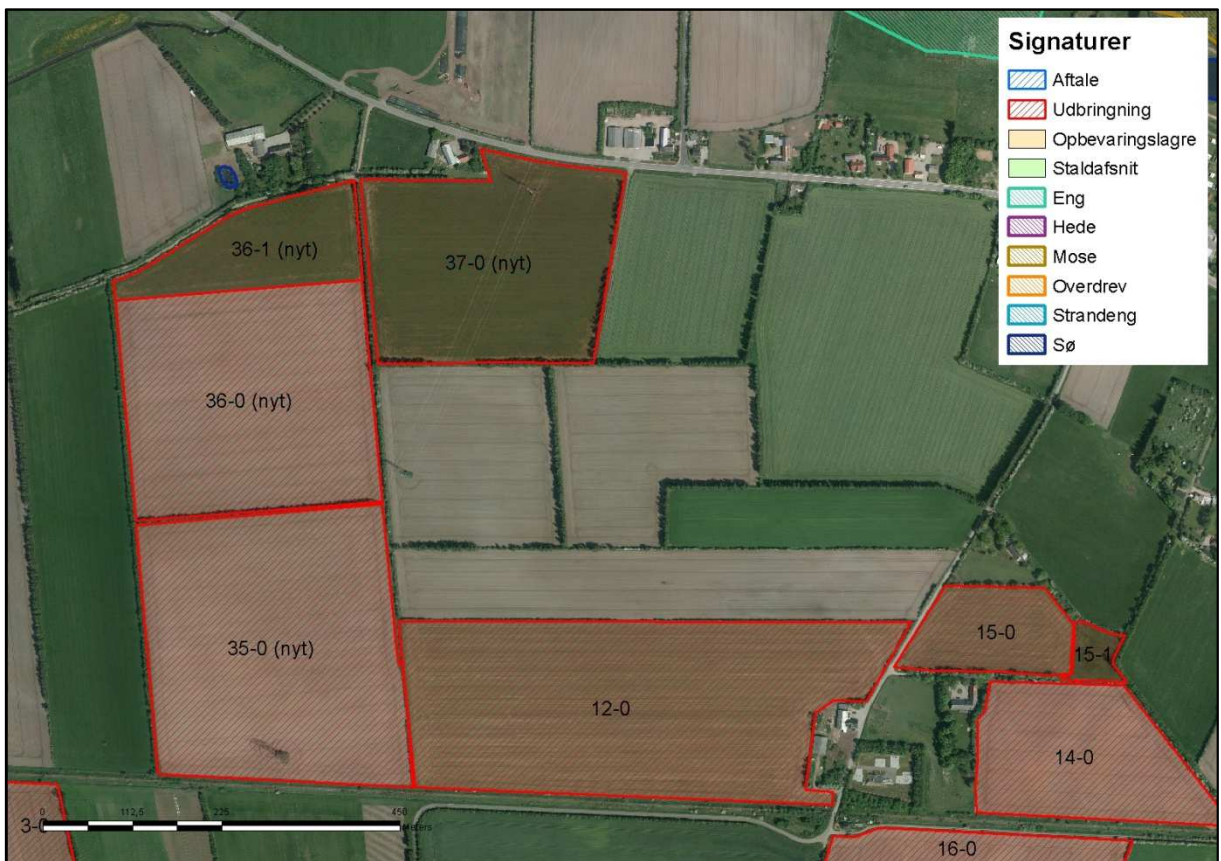 Signaturer
Aftale
Udbringning
Opbevaringslagre
Staldafsnit
Eng
Hede
Mose
Overdrev
Strandeng
Sø
36-1 (nyt)
37-0 (nyt)
36-0 (nyt)
35-0 (nyt)
15-0
15-1
12-0
14-0
0 112,5 225 450
Meters
3-0
16-0